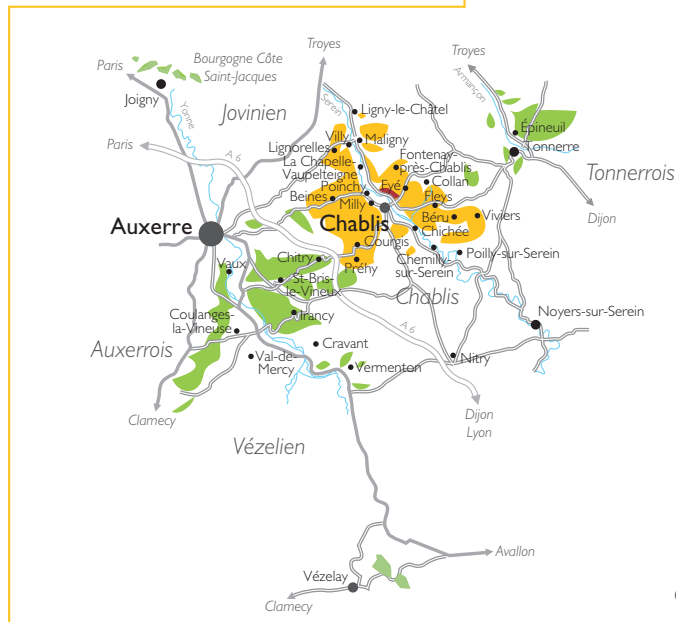 Troyes
Troyes
Bourgogne Côte
Saint-Jacques
Paris
Joigny
Yonne
Jovinien
Serein
Armançon
Ligny-le-Châtel
Épineuil
Tonnerre
Tonnerrois
Dijon
Paris
A 6
Villy
Maligny
Lignorelles
La Chapelle-
Vaupelteigne
Fontenay-
près-Chablis
Poinchy
Fyé
Collan
Beines
Milly
Fleys
Auxerre
Chablis
Béru
Viviers
Chichée
Courgis
Chitry
Préhy
Chemilly-
sur-Serein
Poilly-sur-Serein
Vaux
St-Bris-
le-Vineux
Chablis
Noyers-sur-Serein
Coulanges-
la-Vineuse
Irancy
A 6
Auxerrois
Cravant
Val-de-
Mercy
Vermenton
Nitry
Clamecy
Dijon
Lyon
Vézelien
Avallon
Vézelay
Clamecy